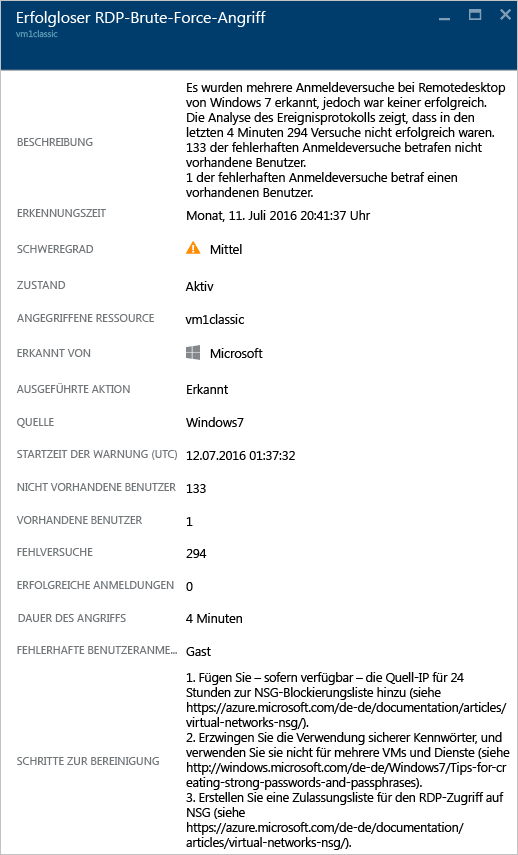 Erfolgloser RDP-Brute-Force-Angriff
vm1classic
BESCHREIBUNG
Es wurden mehrere Anmeldeversuche bei Remotedesktop
von Windows 7 erkannt, jedoch war keiner erfolgreich.
Die Analyse des Ereignisprotokolls zeigt, dass in den
letzten 4 Minuten 294 Versuche nicht erfolgreich waren.
133 der fehlerhaften Anmeldeversuche betrafen nicht
vorhandene Benutzer.
1 der fehlerhaften Anmeldeversuche betraf einen
vorhandenen Benutzer.
ERKENNUNGSZEIT
Monat, 11. Juli 2016 20:41:37 Uhr
SCHWEREGRAD
Mittel
ZUSTAND
Aktiv
ANGEGRIFFENE RESSOURCE
vm1classic
ERKANNT VON
Microsoft
AUSGEFÜHRTE AKTION
Erkannt
QUELLE
Windows7
STARTZEIT DER WARNUNG (UTC)
12.07.2016 01:37:32
NICHT VORHANDENE BENUTZER
133
VORHANDENE BENUTZER
1
FEHLVERSUCHE
294
ERFOLGREICHE ANMELDUNGEN
0
DAUER DES ANGRIFFS
4 Minuten
FEHLERHAFTE BENUTZERANME...
Gast
SCHRITTE ZUR BEREINIGUNG
1. Fügen Sie – sofern verfügbar – die Quell-IP für 24
Stunden zur NSG-Blockierungsliste hinzu (siehe
https://azure.microsoft.com/de-de/documentation/articles/
virtual-networks-nsg/).
2. Erzwingen Sie die Verwendung sicherer Kennwörter, und
verwenden Sie sie nicht für mehrere VMs und Dienste (siehe
http://windows.microsoft.com/de-de/Windows7/Tips-for-cr
eating-strong-passwords-and-passphrases).
3. Erstellen Sie eine Zulassungsliste für den RDP-Zugriff auf
NSG (siehe
https://azure.microsoft.com/de-de/documentation/
articles/virtual-networks-nsg/).